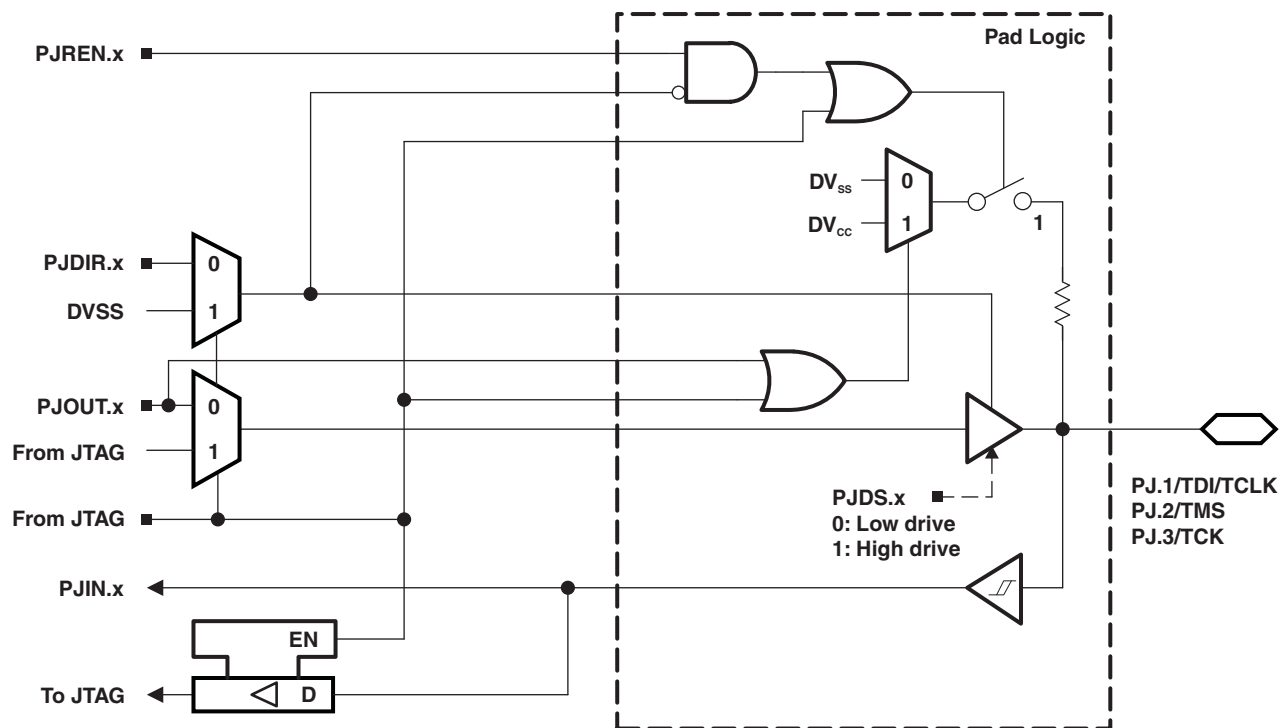 Pad Logic
PJREN.x
DVss
0
DVcc
1
1
PJDIR.x
0
DVSS
1
PJOUT.x
0
From JTAG
1
PJDS.x
0: Low drive
1: High drive
PJ.1/TDI/TCLK
PJ.2/TMS
PJ.3/TCK
From JTAG
PJIN.x
EN
To JTAG
D